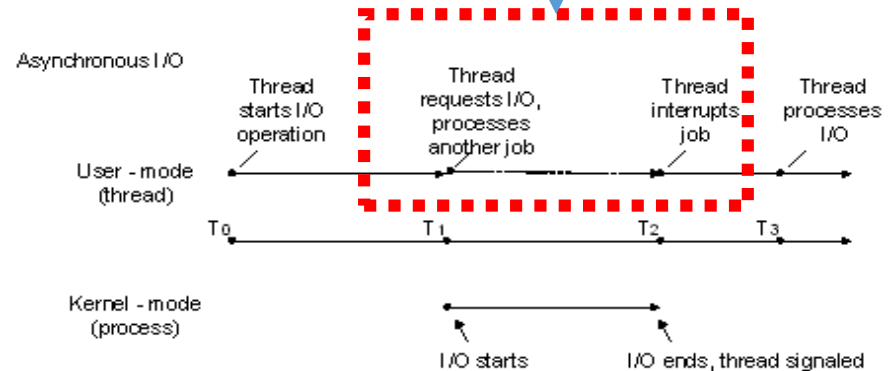 Asynchronous I/O
Thread
starts I/O
operation
Thread
requests I/O,
processes
another job
Thread
interrupts
job
Thread
processes
I/O
User - mode
(thread)
T0
T1
T2
T3
Kernel - mode
(process)
I/O starts
I/O ends, thread signaled